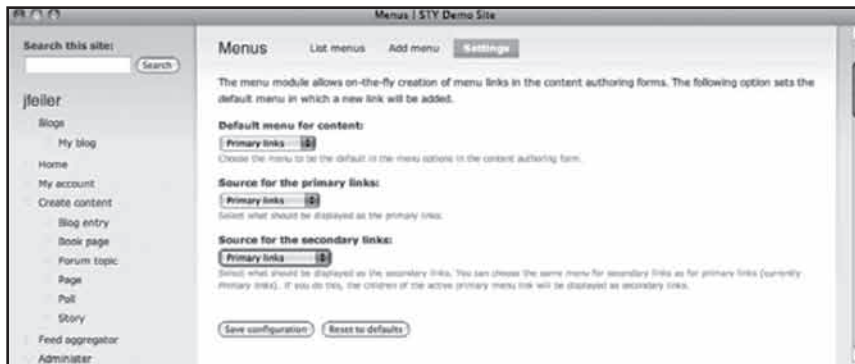 Menus | STY Demo Site
Search this site:
Search
jfeiler
Blogs
My blog
Home
My account
Create content
Blog entry
Book page
Forum topic
Page
Poll
Story
Feed aggregator
Administer
Menus List menus Add menu Settings
The menu module allows on-the-fly creation of menu links in the content authoring forms. The following option sets the
default menu in which a new link will be added.
Default menu for content:
Primary links
Choose the menu to be the default in the menu options in the content authoring form.
Source for the primary links:
Primary links
Select what should be displayed as the primary links.
Source for the secondary links:
Primary links
Select what should be displayed as the secondary links. You can choose the same menu for secondary links as for primary links (currently
Primary links). If you do this, the children of the active primary menu link will be displayed as secondary links.
Save configuration Reset to defaults